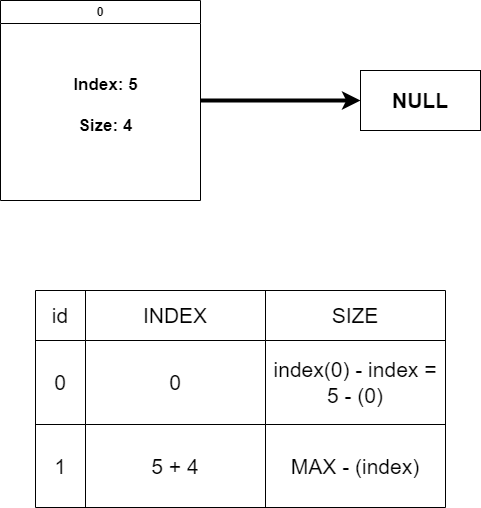 0
Index: 5
Size: 4
NULL
id INDEX SIZE
0 0 index(0) - index =
5 - (0)
1 5 + 4 MAX - (index)